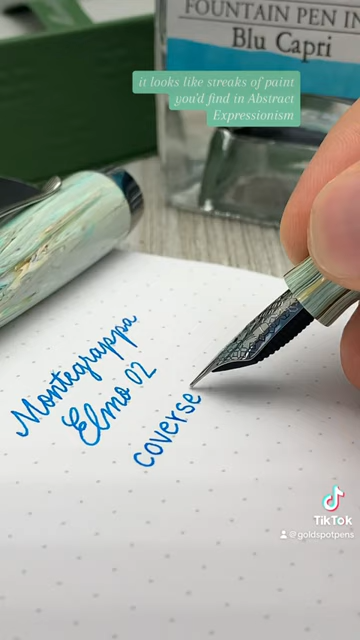 FOUNTAIN PEN IN
Blu Capri
it looks like streaks of paint
you'd find in Abstract
Expressionism
Montegrappa
Elmo 02
coverse
TikTok
@goldspotpens